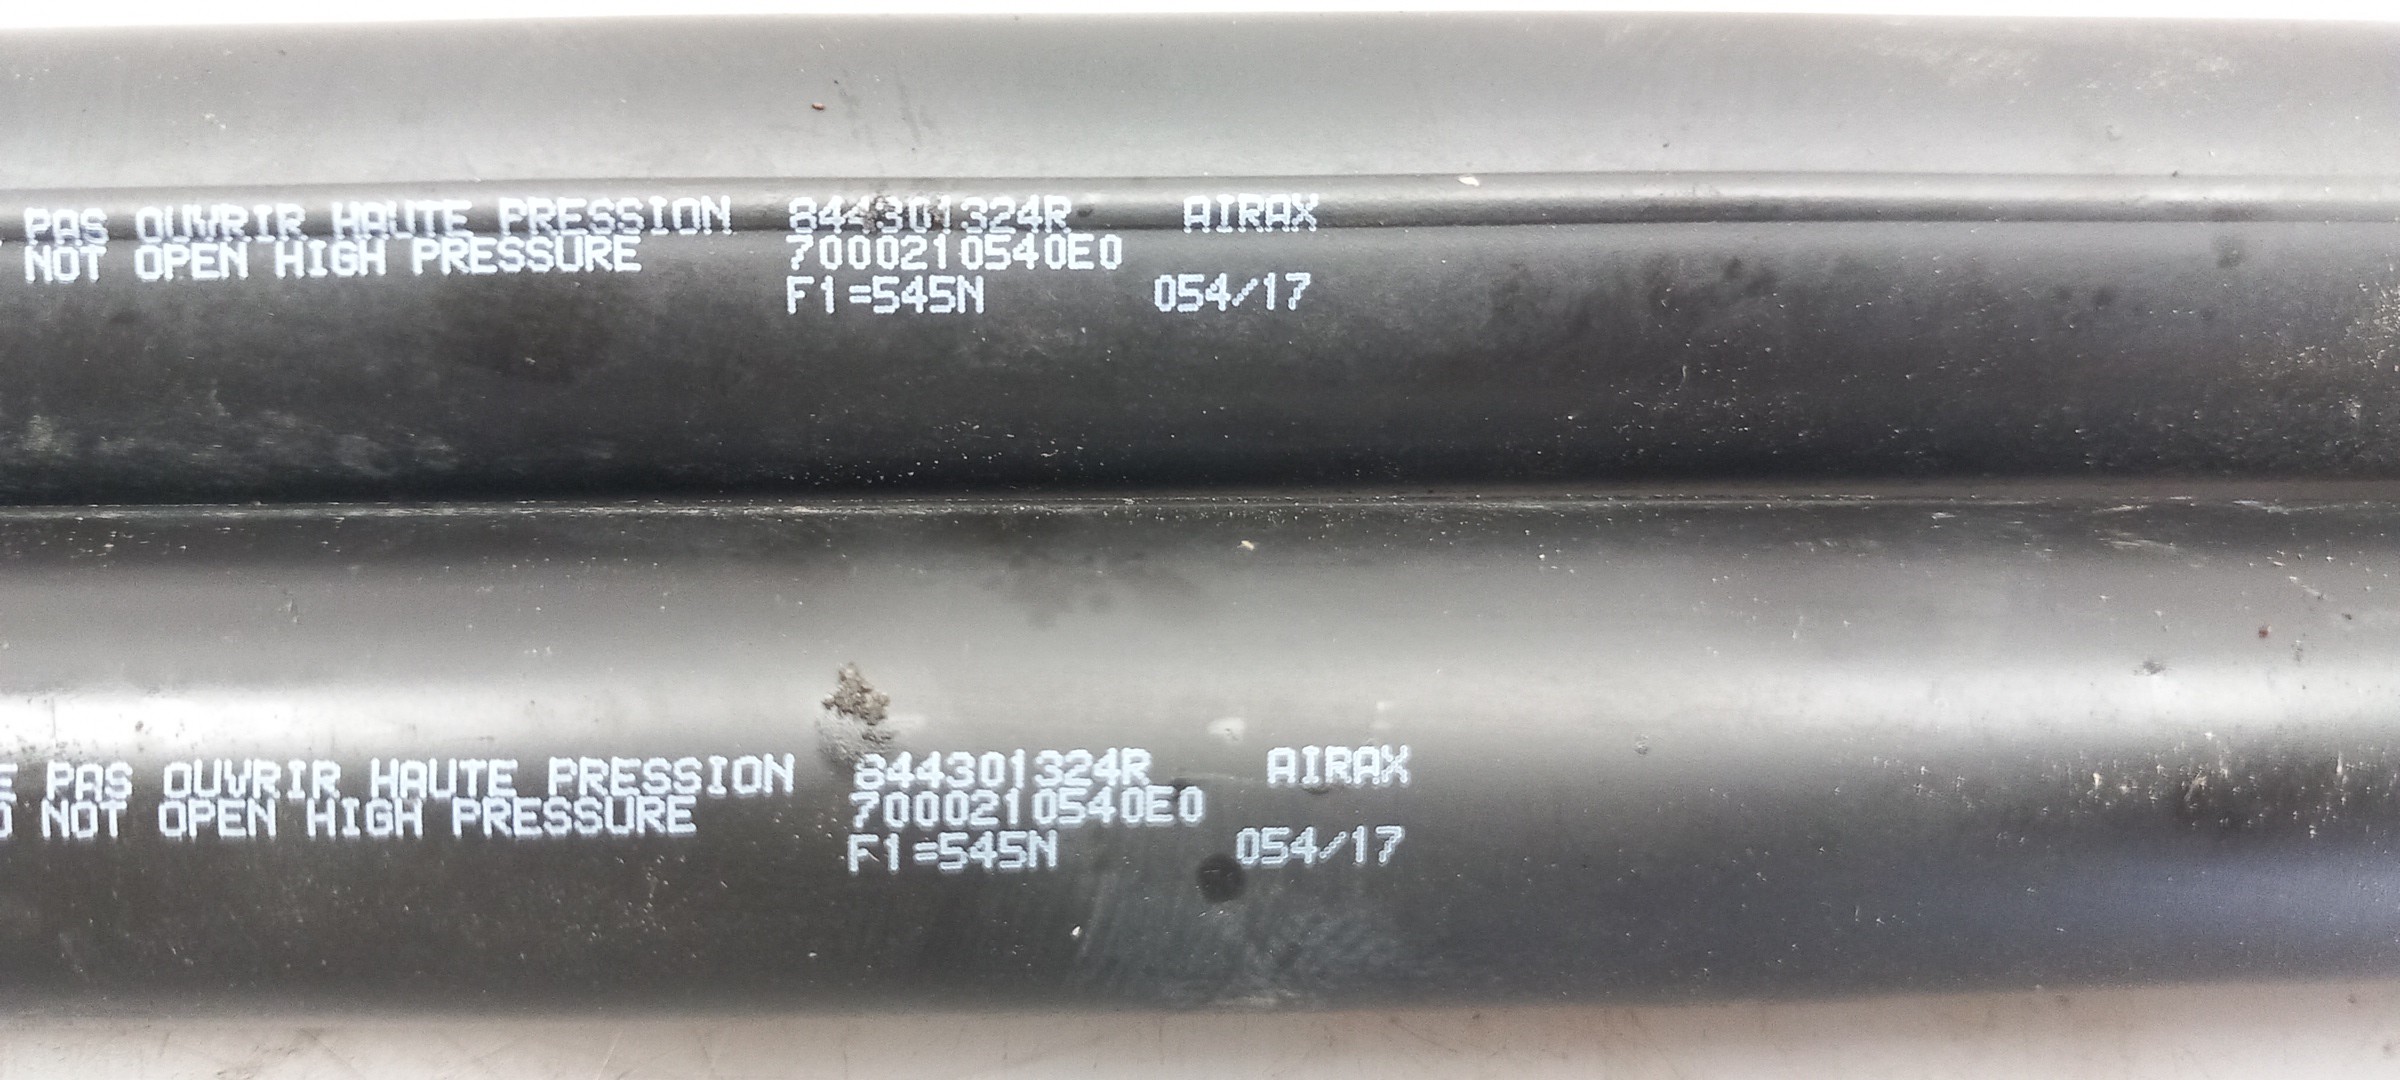 PAS OUVRIR HAUTE PRESSION 844301324R AIRAX
NOT OPEN HIGH PRESSURE 7000210540E0
F1=545N 054/17
E PAS OUVRIR HAUTE PRESSION 844301324R AIRAX
O NOT OPEN HIGH PRESSURE 7000210540E0
F1=545N 054/17